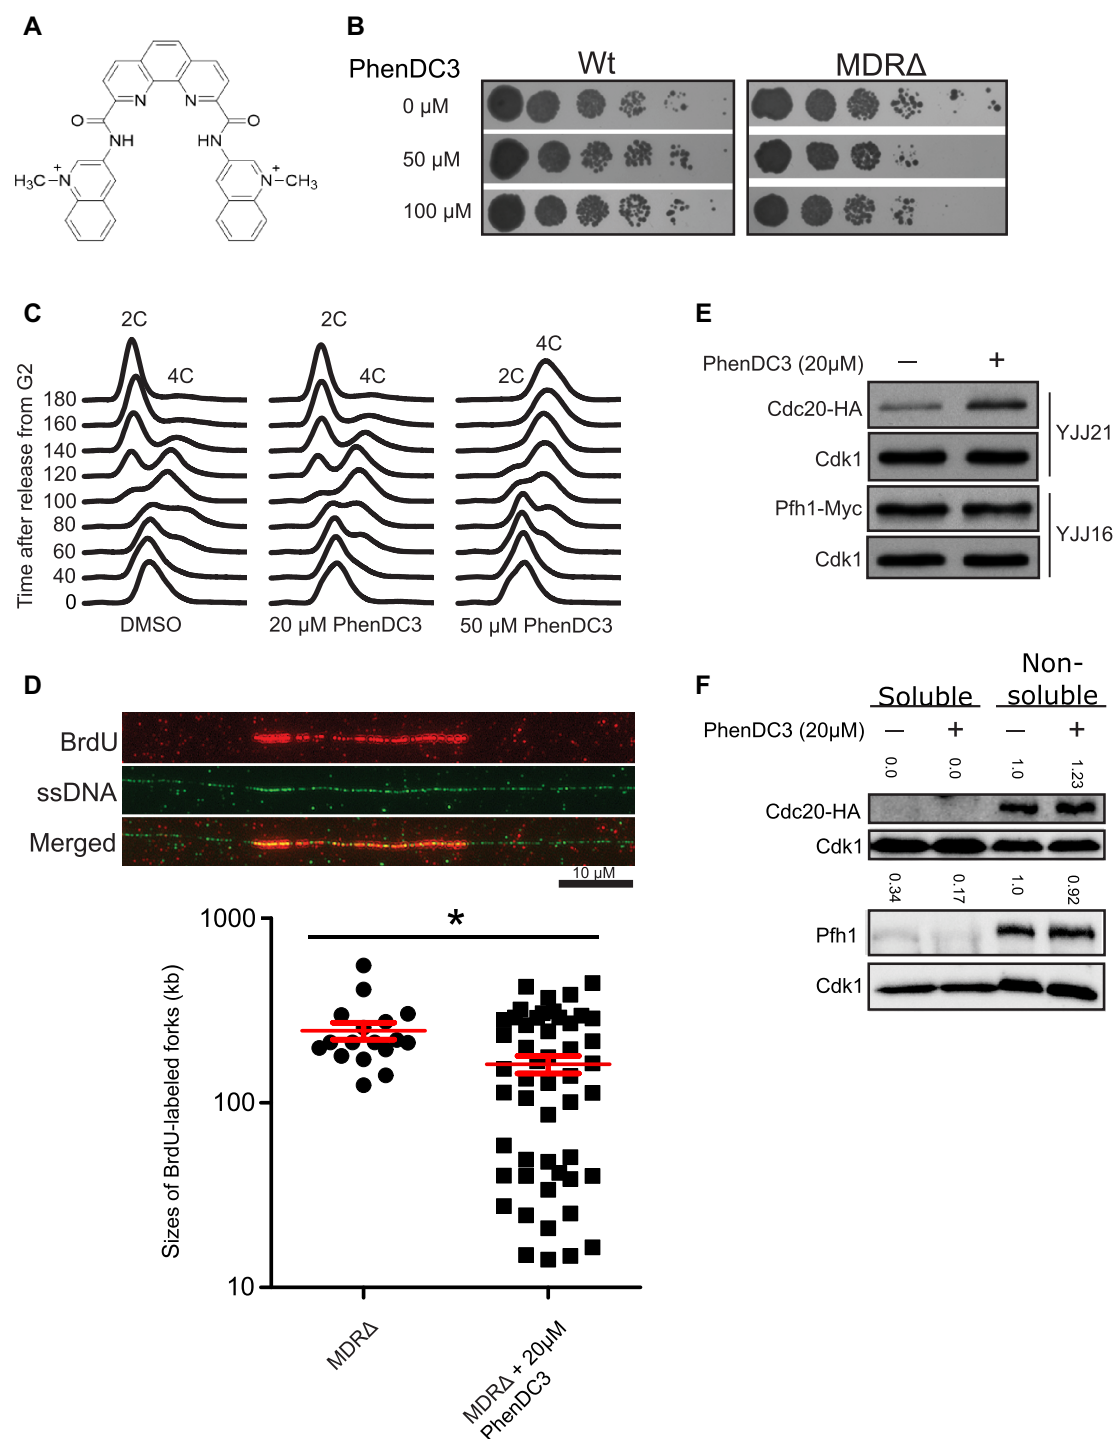 A
N
N
O
O
NH
HN
+
+
H₃C
N
N
CH₃
B
PhenDC3
Wt
MDRΔ
0 µM
50 µM
100 µM
C
Time after release from G2
2C
4C
2C
4C
2C
4C
180
160
140
120
100
80
60
40
0
DMSO
20 µM PhenDC3
50 µM PhenDC3
E
PhenDC3 (20µM)
—
+
Cdc20-HA
Cdk1
YJJ21
Pfh1-Myc
Cdk1
YJJ16
D
BrdU
ssDNA
Merged
10 µM
Sizes of BrdU-labeled forks (kb)
1000
100
10
*
MDRΔ
MDRΔ + 20µM
PhenDC3
F
Soluble
Non-
soluble
PhenDC3 (20µM)
—
+
—
+
0.0
0.0
1.0
1.23
Cdc20-HA
Cdk1
0.34
0.17
1.0
0.92
Pfh1
Cdk1